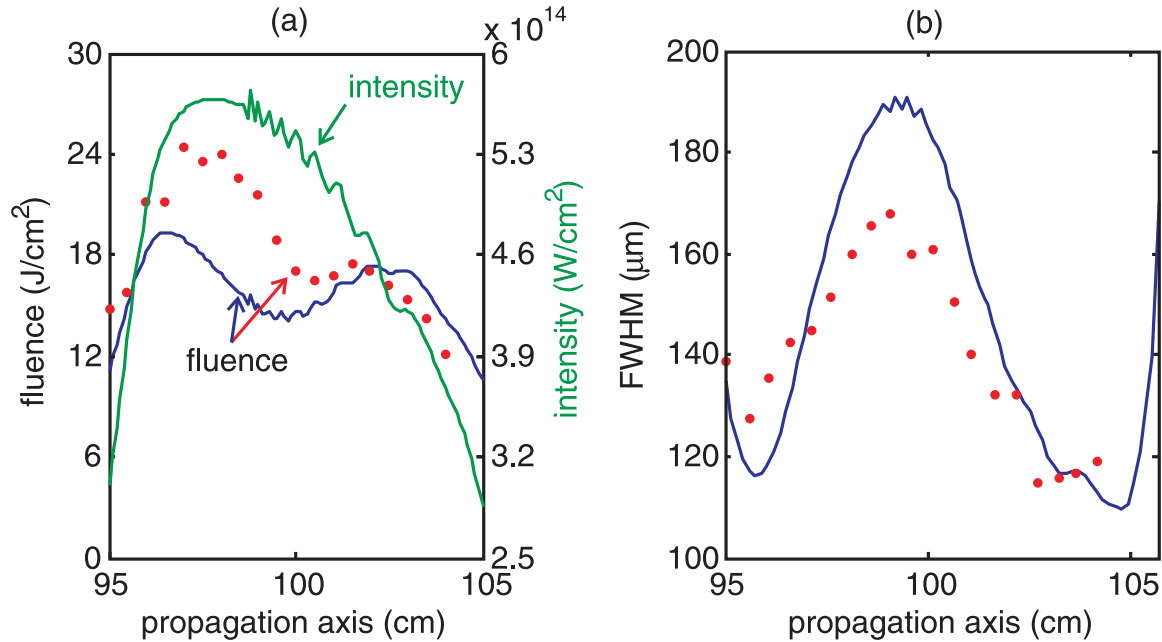 (a)
x 10^14
30
24
18
12
6
0
fluence (J/cm^2)
6
5.3
4.6
3.9
3.2
2.5
intensity (W/cm^2)
intensity
fluence
95
100
105
propagation axis (cm)
(b)
200
180
160
140
120
100
FWHM (μm)
95
100
105
propagation axis (cm)